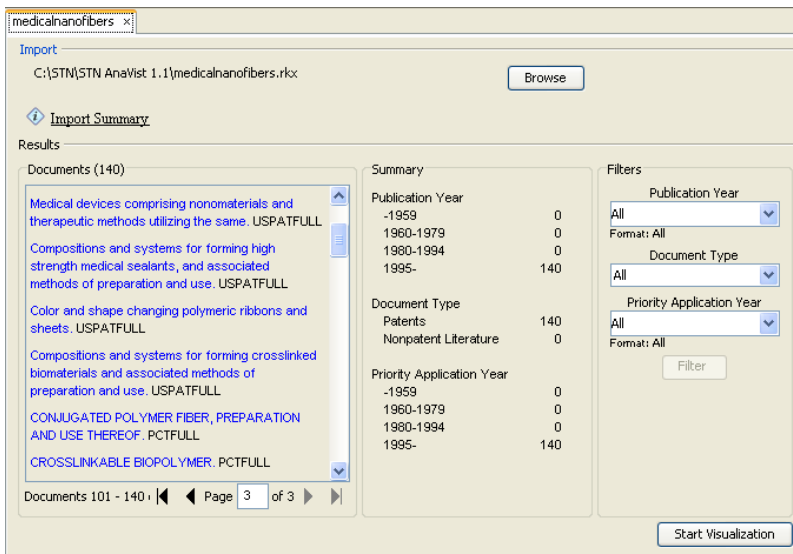 medicalnanofibers ×
Import
C:\STN\STN AnaVist 1.1\medicalnanofibers.rkx
Browse
Import Summary
Results
Documents (140)
Medical devices comprising nonomaterials and
therapeutic methods utilizing the same. USPATFULL
Compositions and systems for forming high
strength medical sealants, and associated
methods of preparation and use. USPATFULL
Color and shape changing polymeric ribbons and
sheets. USPATFULL
Compositions and systems for forming crosslinked
biomaterials and associated methods of
preparation and use. USPATFULL
CONJUGATED POLYMER FIBER, PREPARATION
AND USE THEREOF. PCTFULL
CROSSLINKABLE BIOPOLYMER. PCTFULL
Documents 101 - 140 Page 3 of 3
Summary
Publication Year
-1959 0
1960-1979 0
1980-1994 0
1995- 140
Document Type
Patents 140
Nonpatent Literature 0
Priority Application Year
-1959 0
1960-1979 0
1980-1994 0
1995- 140
Filters
Publication Year
All
Format: All
Document Type
All
Priority Application Year
All
Format: All
Filter
Start Visualization